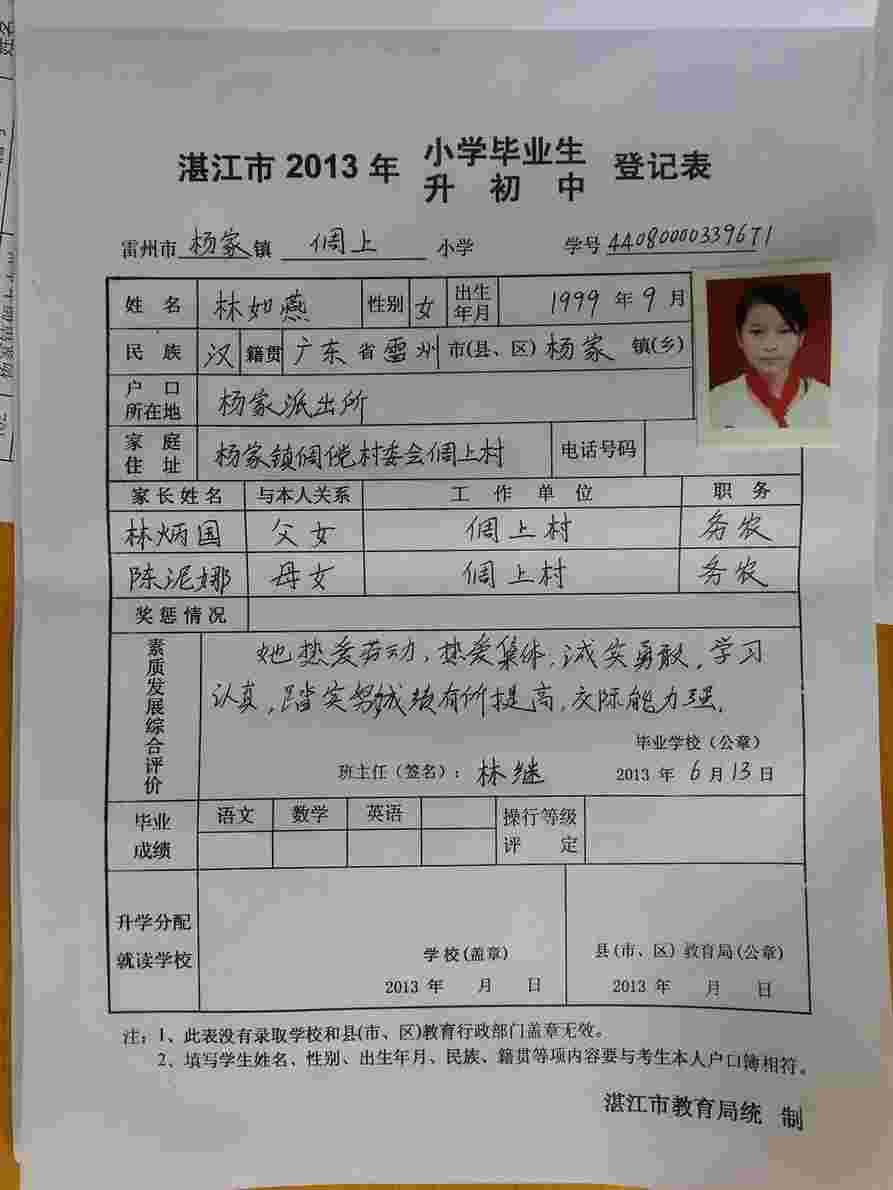 湛江市 2013 年 小学毕业生 升初中 登记表
雷州市 杨家 镇 倜上 小学 学号 44080000339671
姓名 林如燕 性别 女 出生年月 1999 年 9 月
民族 汉 籍贯 广东 省 雷州 市(县、区) 杨家 镇(乡)
户口所在地 杨家派出所
家庭住址 杨家镇倜傥村委会倜上村 电话号码
家长姓名 与本人关系 工作单位 职务
林炳国 父女 倜上村 务农
陈泥娜 母女 倜上村 务农
奖惩情况
素质发展综合评价
她热爱劳动、热爱集体,诚实勇敢,学习
认真,踏实 成绩有所提高,交际能力强。
毕业学校(公章)
班主任(签名): 林继 2013 年 6 月 13 日
毕业成绩 语文 数学 英语 操行等级评定
升学分配就读学校
学校(盖章) 县(市、区)教育局(公章)
2013 年 月 日 2013 年 月 日
注:1、此表没有录取学校和县(市、区)教育行政部门盖章无效。
2、填写学生姓名、性别、出生年月、民族、籍贯等项内容要与考生本人户口簿相符。
湛江市教育局统 制